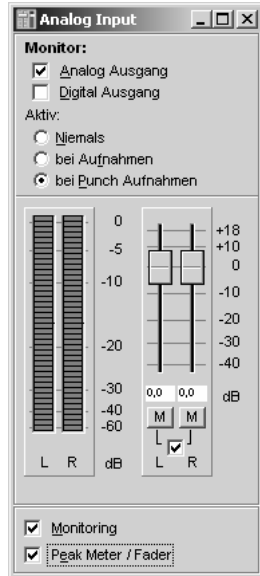 Analog Input
Monitor:
Analog Ausgang
Digital Ausgang
Aktiv:
Niemals
bei Aufnahmen
bei Punch Aufnahmen
0
-5
-10
-20
-30
-40
-60
L R dB
+18
+10
0
-10
-20
-30
-40
0,0 0,0 dB
M M
L R
Monitoring
Peak Meter / Fader